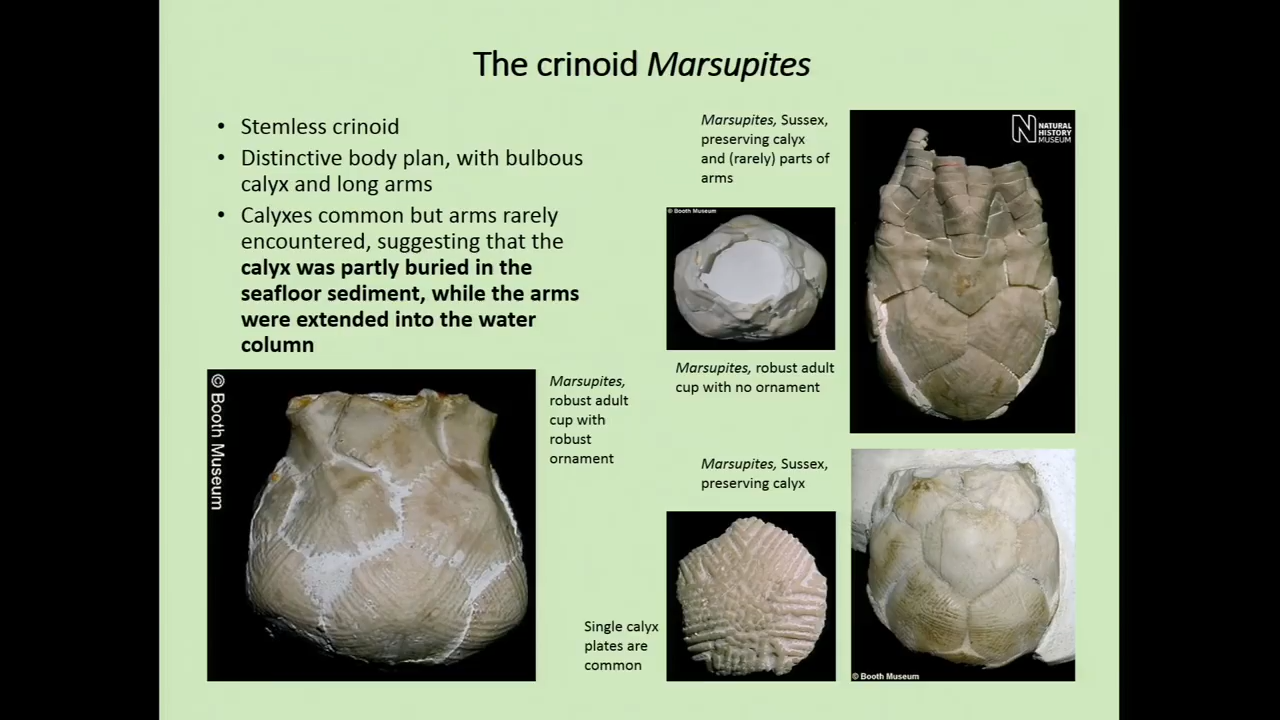 The crinoid Marsupites
• Stemless crinoid
• Distinctive body plan, with bulbous
calyx and long arms
• Calyxes common but arms rarely
encountered, suggesting that the
calyx was partly buried in the
seafloor sediment, while the arms
were extended into the water
column
Marsupites, Sussex,
preserving calyx
and (rarely) parts of
arms
NATURAL
HISTORY
MUSEUM
© Booth Museum
Marsupites, robust adult
cup with no ornament
© Booth Museum
Marsupites,
robust adult
cup with
robust
ornament
Marsupites, Sussex,
preserving calyx
Single calyx
plates are
common
© Booth Museum